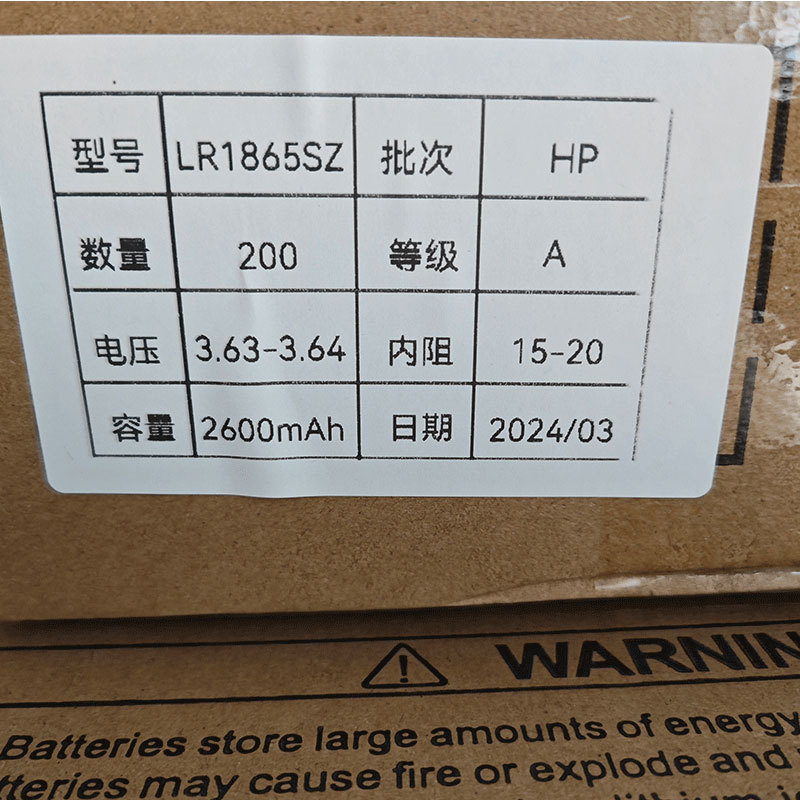 型号 LR1865SZ 批次 HP
数量 200 等级 A
电压 3.63-3.64 内阻 15-20
容量 2600mAh 日期 2024/03
WARNIN
Batteries store large amounts of energy
tteries may cause fire or explode and